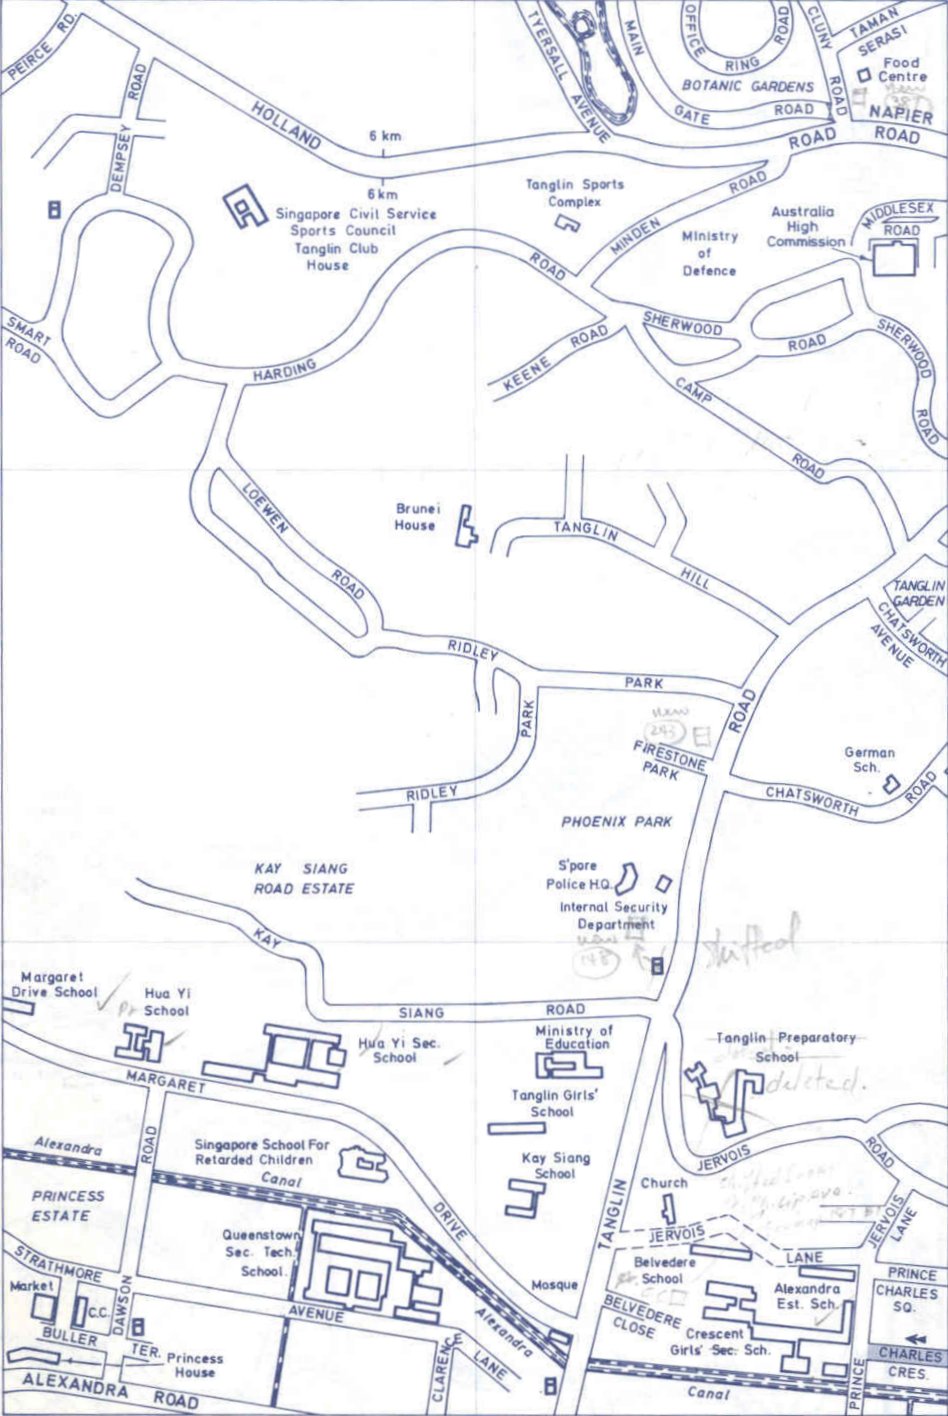 PEIRCE RD.
TYERSALL AVENUE
MAIN
GATE
ROAD
OFFICE
RING
ROAD
CLUNY
ROAD
TAMAN
SERASI
Food
Centre
BOTANIC GARDENS
NAPIER
ROAD
ROAD
new
(387)
ROAD
DEMPSEY
HOLLAND
6 km
6 km
Singapore Civil Service
Sports Council
Tanglin Club
House
Tanglin Sports
Complex
MINDEN
ROAD
Ministry
of
Defence
Australia
High
Commission
MIDDLESEX
ROAD
SMART
ROAD
HARDING
ROAD
KEENE ROAD
SHERWOOD
ROAD
SHERWOOD
ROAD
CAMP
ROAD
LOEWEN
ROAD
Brunei
House
TANGLIN
HILL
TANGLIN
GARDEN
CHATSWORTH
AVENUE
RIDLEY
PARK
PARK
RIDLEY
ROAD
new
(243)
FIRESTONE
PARK
German
Sch.
CHATSWORTH
ROAD
PHOENIX PARK
S'pore
Police H.Q.
Internal Security
Department
new
(148)
shifted
KAY SIANG
ROAD ESTATE
KAY
SIANG
ROAD
Margaret
Drive School
Hua Yi
Pr School
Hua Yi Sec.
School
Ministry of
Education
Tanglin Girls'
School
Kay Siang
School
Tanglin Preparatory
School
deleted.
MARGARET
DRIVE
ROAD
DAWSON
Alexandra
Canal
Singapore School For
Retarded Children
PRINCESS
ESTATE
Queenstown
Sec. Tech.
School.
STRATHMORE
AVENUE
Market
C.C.
BULLER
TER.
Princess
House
ALEXANDRA ROAD
CLARENCE
LANE
Alexandra
Mosque
TANGLIN
JERVOIS
ROAD
Church
JERVOIS
LANE
JERVOIS
LANE
Belvedere
School
BELVEDERE
CLOSE
Crescent
Girls' Sec. Sch.
Alexandra
Est. Sch.
PRINCE
CHARLES
SQ.
CHARLES
CRES.
PRINCE
Canal